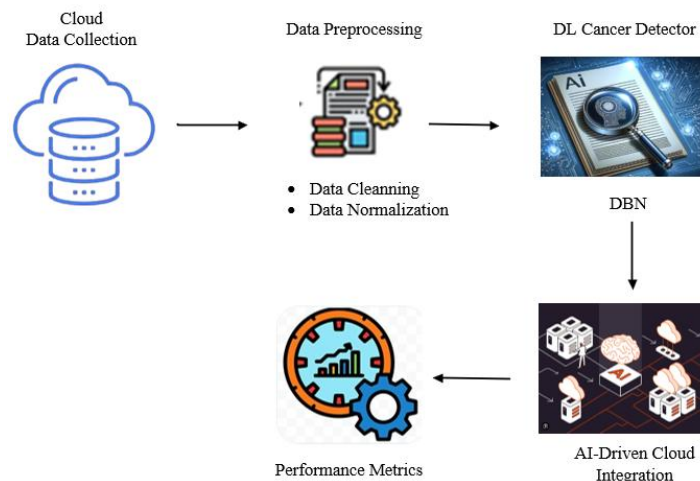 Cloud
Data Collection
Data Preprocessing
DL Cancer Detector
Ai
• Data Cleanning
• Data Normalization
DBN
AI
Performance Metrics
AI-Driven Cloud
Integration